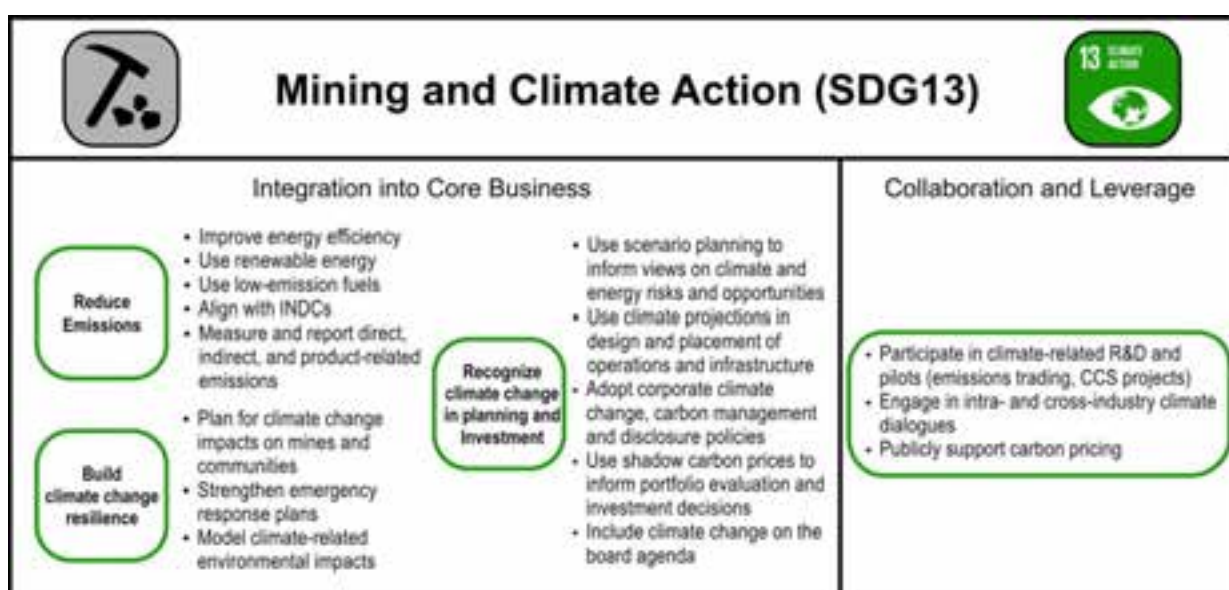 Mining and Climate Action (SDG13)
13 CLIMATE
ACTION
Integration into Core Business
Reduce
Emissions
• Improve energy efficiency
• Use renewable energy
• Use low-emission fuels
• Align with INDCs
• Measure and report direct,
indirect, and product-related
emissions
Build
climate change
resilience
• Plan for climate change
impacts on mines and
communities
• Strengthen emergency
response plans
• Model climate-related
environmental impacts
Recognize
climate change
in planning and
Investment
• Use scenario planning to
inform views on climate and
energy risks and opportunities
• Use climate projections in
design and placement of
operations and infrastructure
• Adopt corporate climate
change, carbon management
and disclosure policies
• Use shadow carbon prices to
inform portfolio evaluation and
investment decisions
• Include climate change on the
board agenda
Collaboration and Leverage
• Participate in climate-related R&D and
pilots (emissions trading, CCS projects)
• Engage in intra- and cross-industry climate
dialogues
• Publicly support carbon pricing